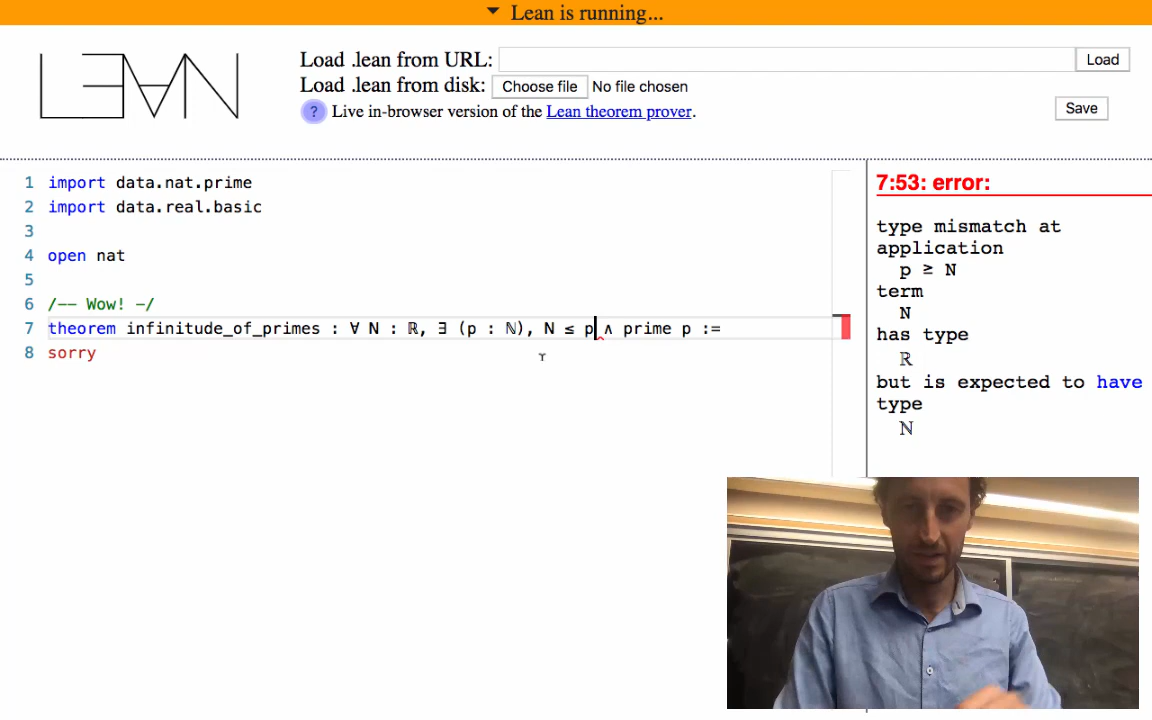 Lean is running...
LEAN
Load .lean from URL:
Load
Load .lean from disk: Choose file No file chosen
? Live in-browser version of the Lean theorem prover.
Save
1 import data.nat.prime
2 import data.real.basic
3
4 open nat
5
6 /-- Wow! -/
7 theorem infinitude_of_primes : ∀ N : ℝ, ∃ (p : ℕ), N ≤ p ∧ prime p :=
8 sorry
7:53: error:
type mismatch at
application
p ≥ N
term
N
has type
ℝ
but is expected to have
type
ℕ